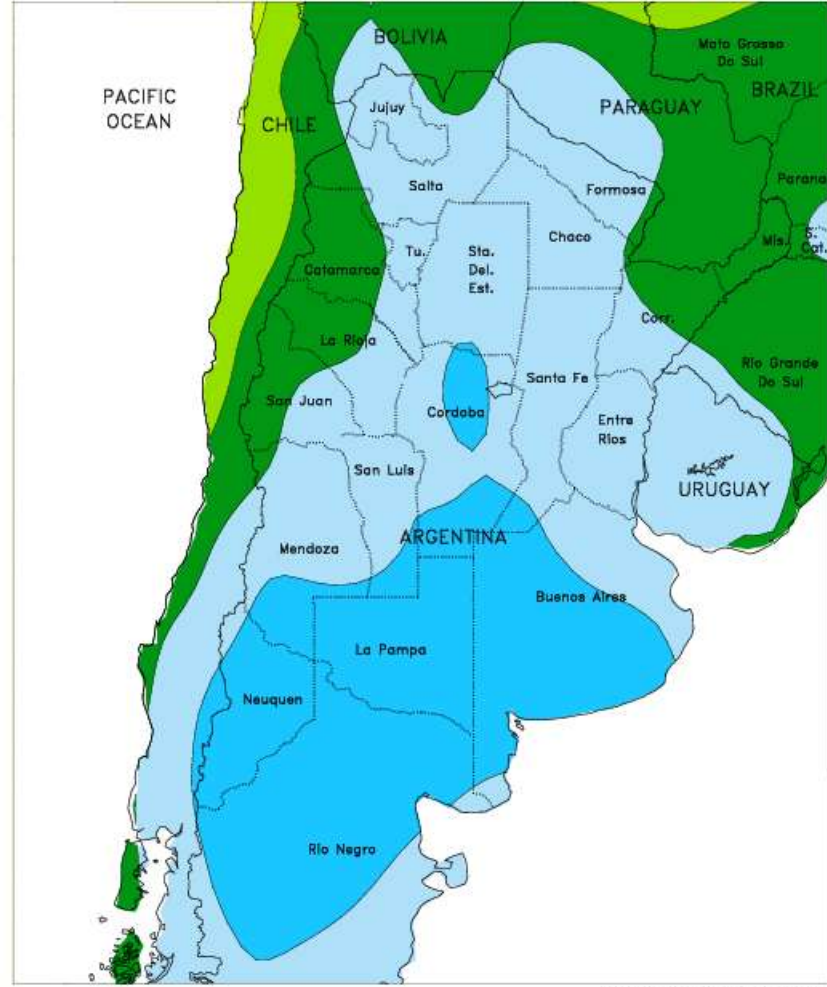 BOLIVIA
Mato Grosso
Do Sul
PACIFIC
OCEAN
BRAZIL
Jujuy
PARAGUAY
CHILE
Parana
Salta
Formosa
Chaco
Mis.
S.
Cat.
Tu.
Sta.
Del.
Est.
Catamarca
Corr.
La Rioja
Rio Grande
Do Sul
Santa Fe
San Juan
Cordoba
Entre
Rios
San Luis
URUGUAY
ARGENTINA
Mendoza
Buenos Aires
La Pampa
Neuquen
Rio Negro